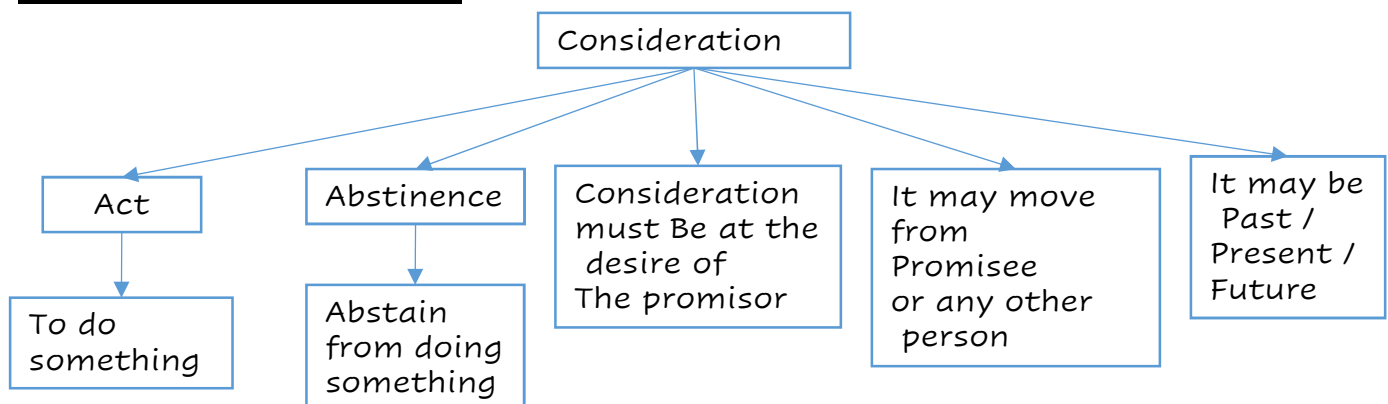 Consideration
Act
To do
something
Abstinence
Abstain
from doing
something
Consideration
must Be at the
desire of
The promisor
It may move
from
Promisee
or any other
person
It may be
Past /
Present /
Future